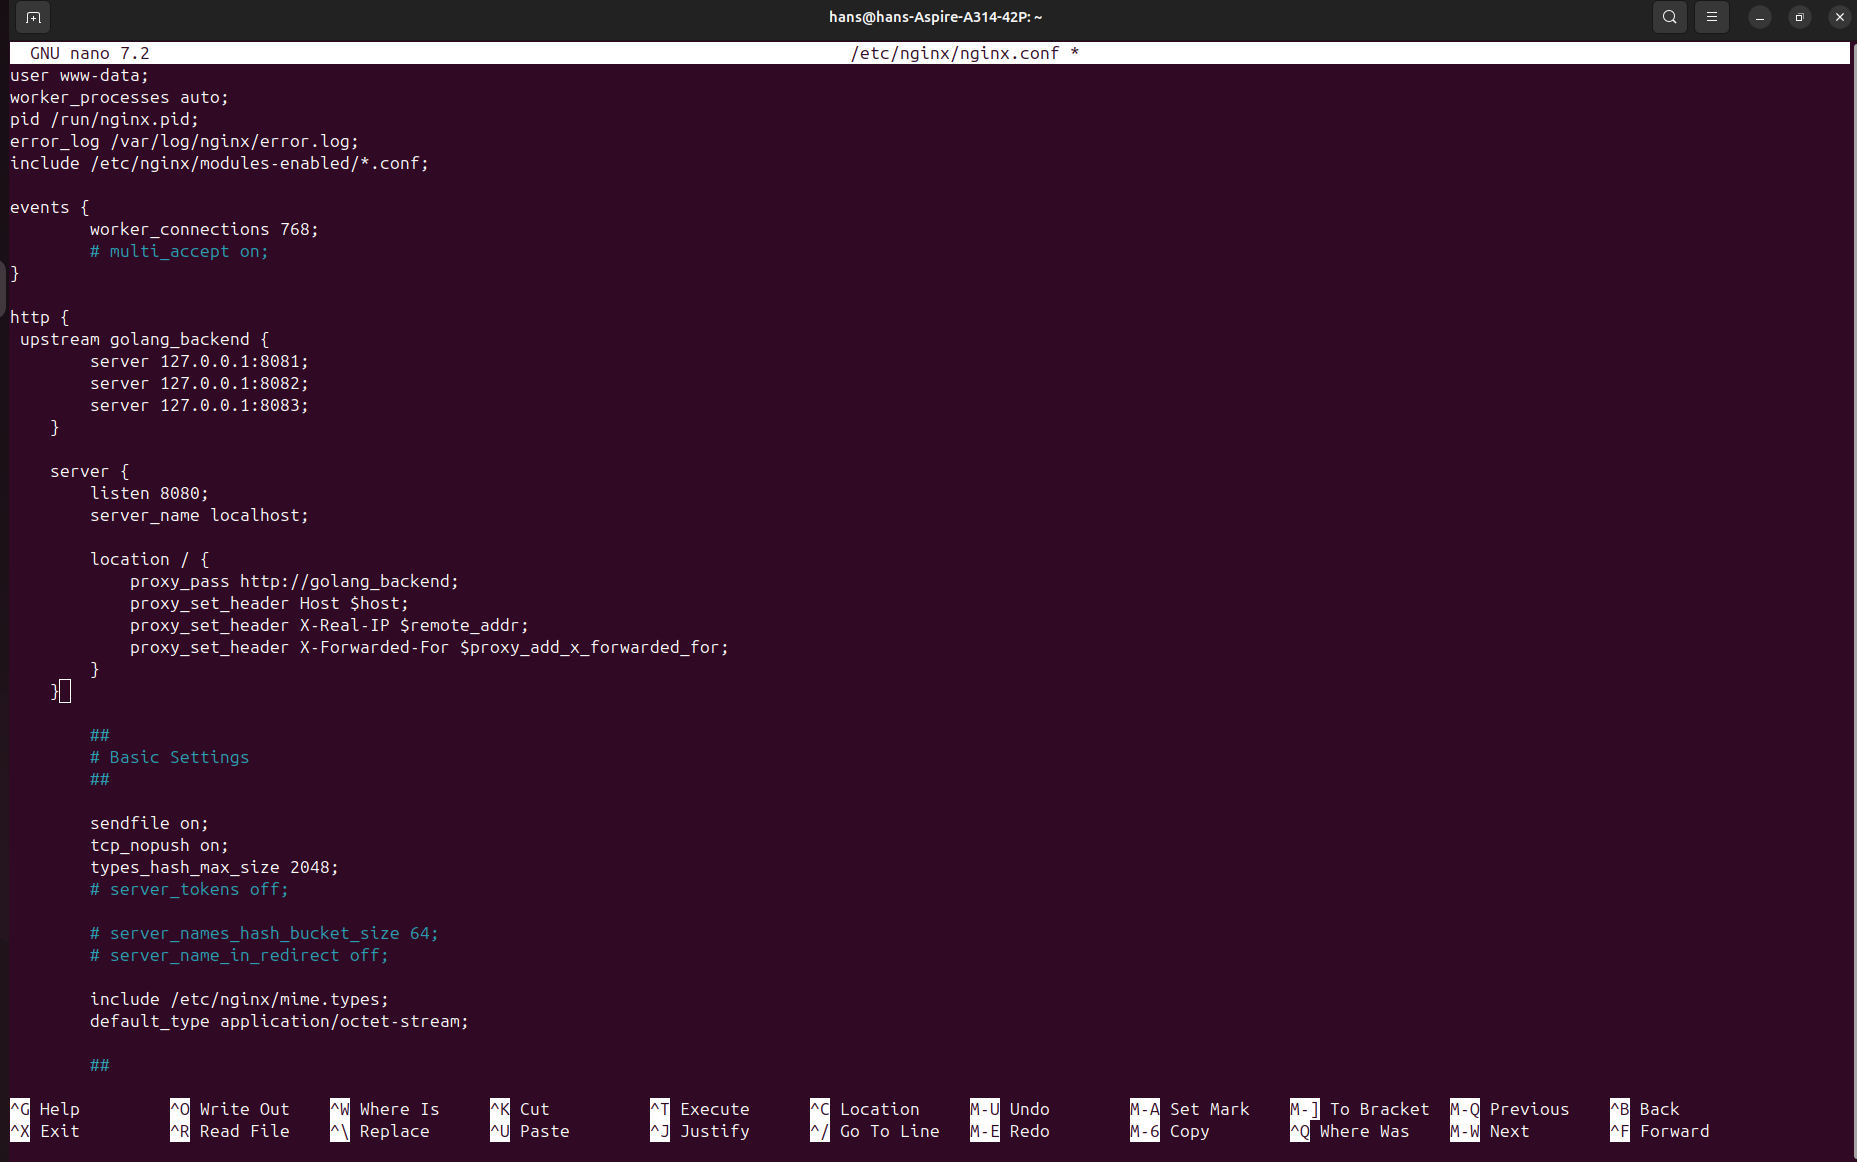 hans@hans-Aspire-A314-42P: ~
GNU nano 7.2 /etc/nginx/nginx.conf *
user www-data;
worker_processes auto;
pid /run/nginx.pid;
error_log /var/log/nginx/error.log;
include /etc/nginx/modules-enabled/*.conf;
events {
worker_connections 768;
# multi_accept on;
}
http {
upstream golang_backend {
server 127.0.0.1:8081;
server 127.0.0.1:8082;
server 127.0.0.1:8083;
}
server {
listen 8080;
server_name localhost;
location / {
proxy_pass http://golang_backend;
proxy_set_header Host $host;
proxy_set_header X-Real-IP $remote_addr;
proxy_set_header X-Forwarded-For $proxy_add_x_forwarded_for;
}
}
##
# Basic Settings
##
sendfile on;
tcp_nopush on;
types_hash_max_size 2048;
# server_tokens off;
# server_names_hash_bucket_size 64;
# server_name_in_redirect off;
include /etc/nginx/mime.types;
default_type application/octet-stream;
##
^G Help ^O Write Out ^W Where Is ^K Cut ^T Execute ^C Location M-U Undo M-A Set Mark M-] To Bracket M-Q Previous ^B Back
^X Exit ^R Read File ^\ Replace ^U Paste ^J Justify ^/ Go To Line M-E Redo M-6 Copy ^Q Where Was M-W Next ^F Forward